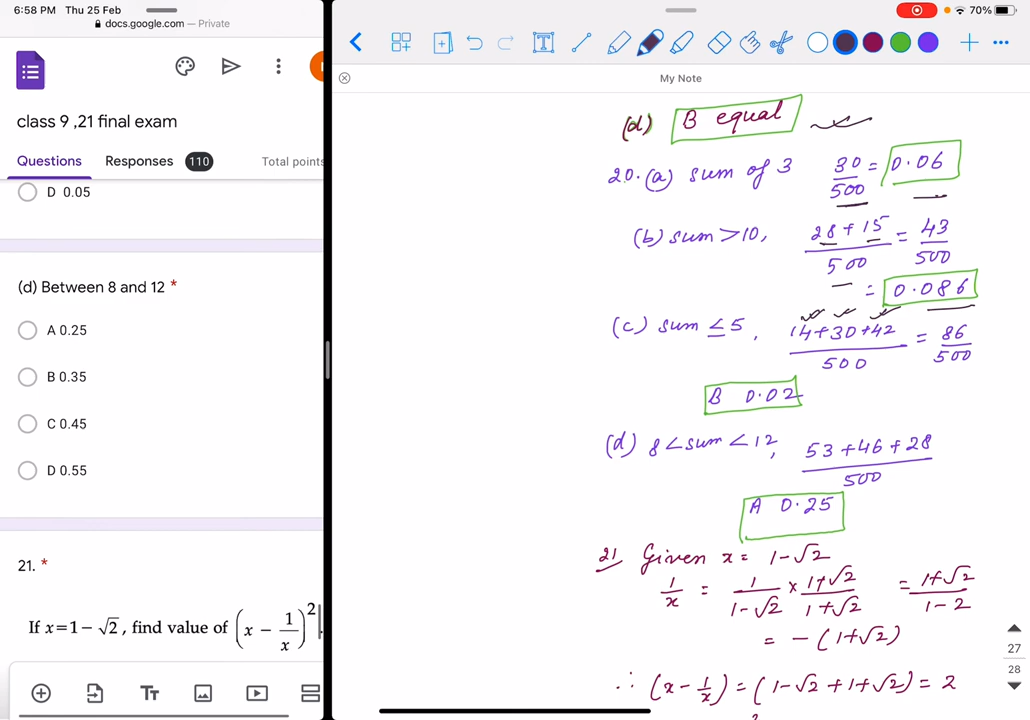 6:58 PM Thu 25 Feb
docs.google.com — Private
70%
class 9 ,21 final exam
Questions Responses 110 Total points
D 0.05
(d) Between 8 and 12 *
A 0.25
B 0.35
C 0.45
D 0.55
21. *
If x=1− √2, find value of (x − 1/x)²
Tт
My Note
(d) B equal
20.(a) sum of 3 30/500 = 0.06
(b) sum >10, 28+15/500 = 43/500
= 0.086
(c) sum ≤5, 14+30+42/500 = 86/500
B 0.02
(d) 8<sum<12, 53+46+28/500
A 0.25
21 Given x = 1-√2
1/x = 1/1-√2 × 1+√2/1+√2 = 1+√2/1-2
= -(1+√2)
∴ (x-1/x) = (1-√2+1+√2) = 2
27
28